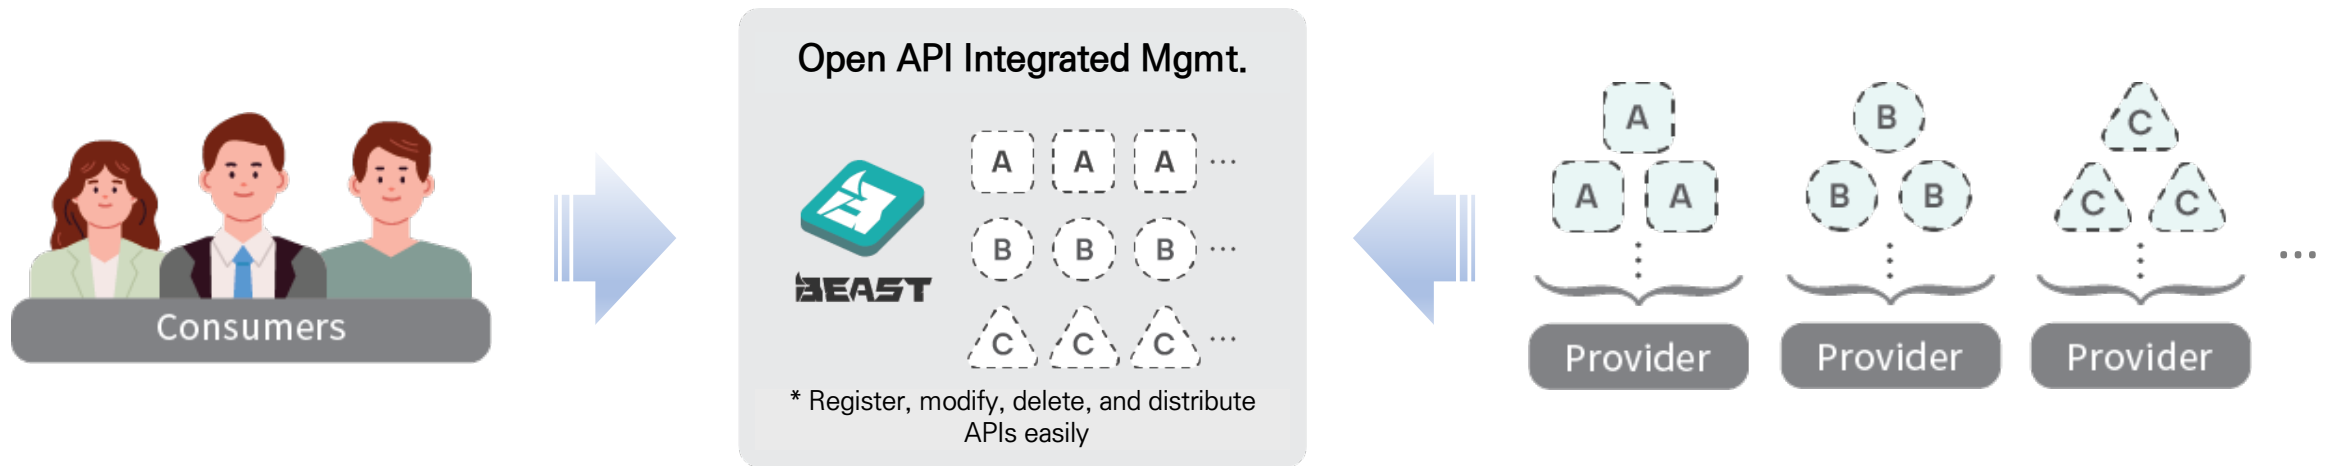 Open API Integrated Mgmt.
Consumers
BEAST
A A A ...
B B B ...
C C C ...
* Register, modify, delete, and distribute
APIs easily
A
A A
Provider
B
B B
Provider
C
C C
Provider
...